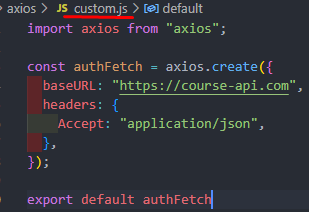 axios > JS custom.js > default
import axios from "axios";
const authFetch = axios.create({
baseURL: "https://course-api.com",
headers: {
Accept: "application/json",
},
});
export default authFetch